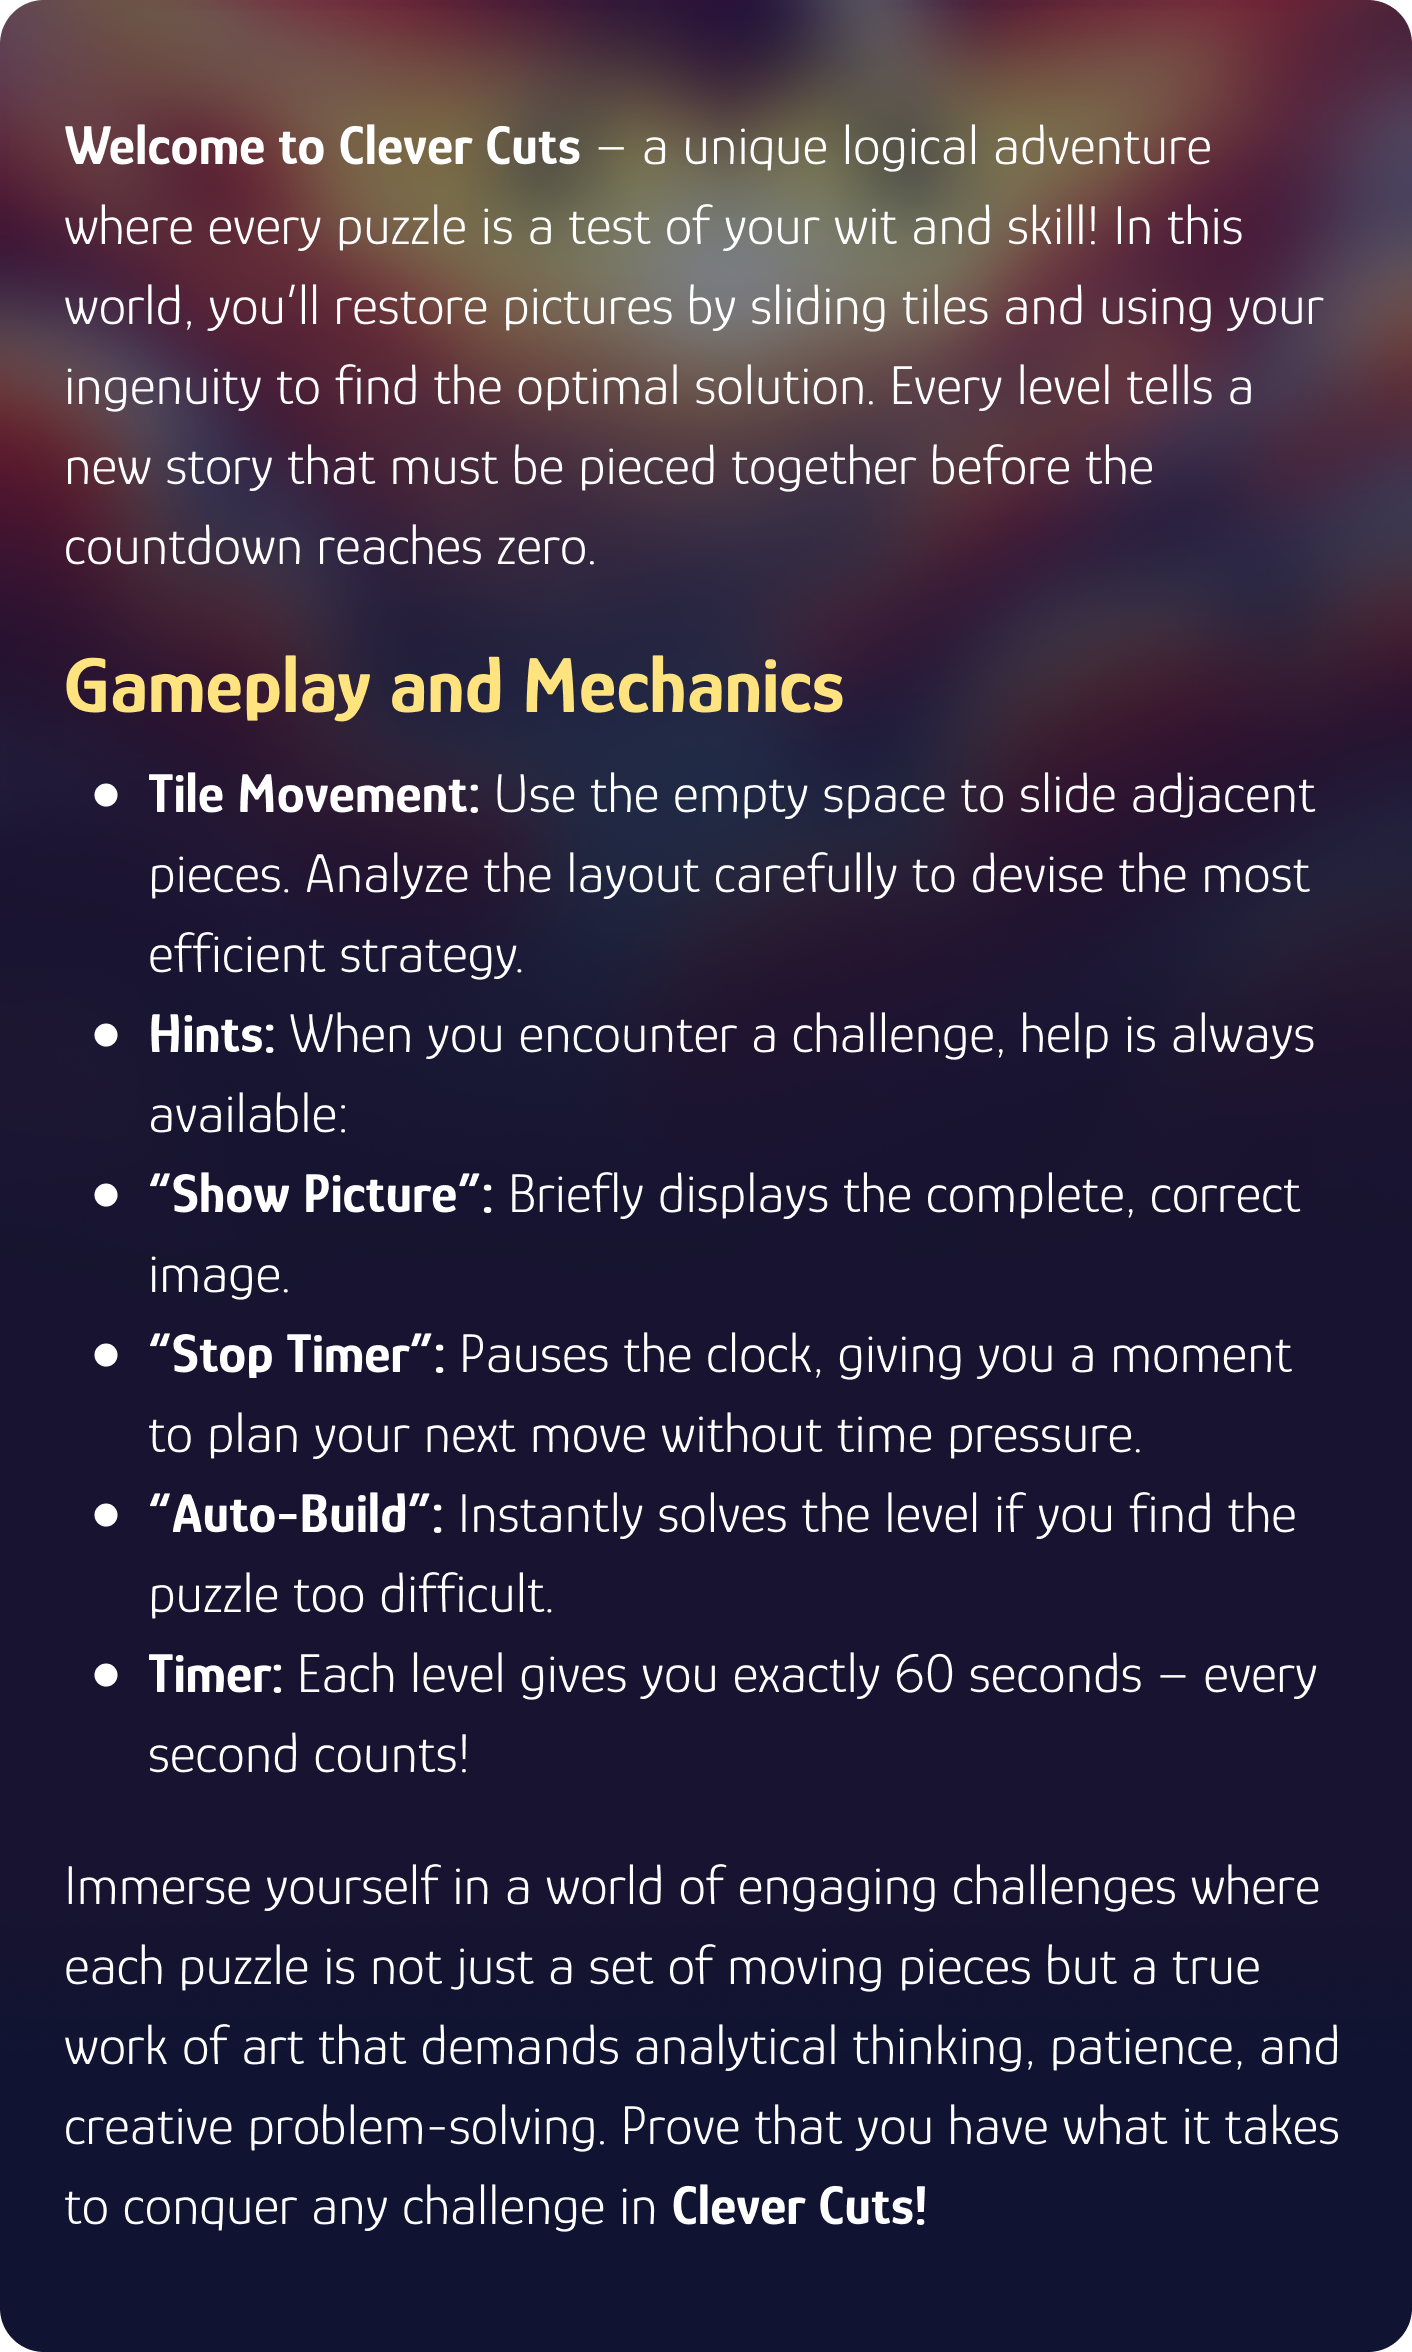 Welcome to Clever Cuts – a unique logical adventure
where every puzzle is a test of your wit and skill! In this
world, you’ll restore pictures by sliding tiles and using your
ingenuity to find the optimal solution. Every level tells a
new story that must be pieced together before the
countdown reaches zero.
Gameplay and Mechanics
● Tile Movement: Use the empty space to slide adjacent
pieces. Analyze the layout carefully to devise the most
efficient strategy.
● Hints: When you encounter a challenge, help is always
available:
● “Show Picture”: Briefly displays the complete, correct
image.
● “Stop Timer”: Pauses the clock, giving you a moment
to plan your next move without time pressure.
● “Auto-Build”: Instantly solves the level if you find the
puzzle too difficult.
● Timer: Each level gives you exactly 60 seconds – every
second counts!
Immerse yourself in a world of engaging challenges where
each puzzle is not just a set of moving pieces but a true
work of art that demands analytical thinking, patience, and
creative problem-solving. Prove that you have what it takes
to conquer any challenge in Clever Cuts!